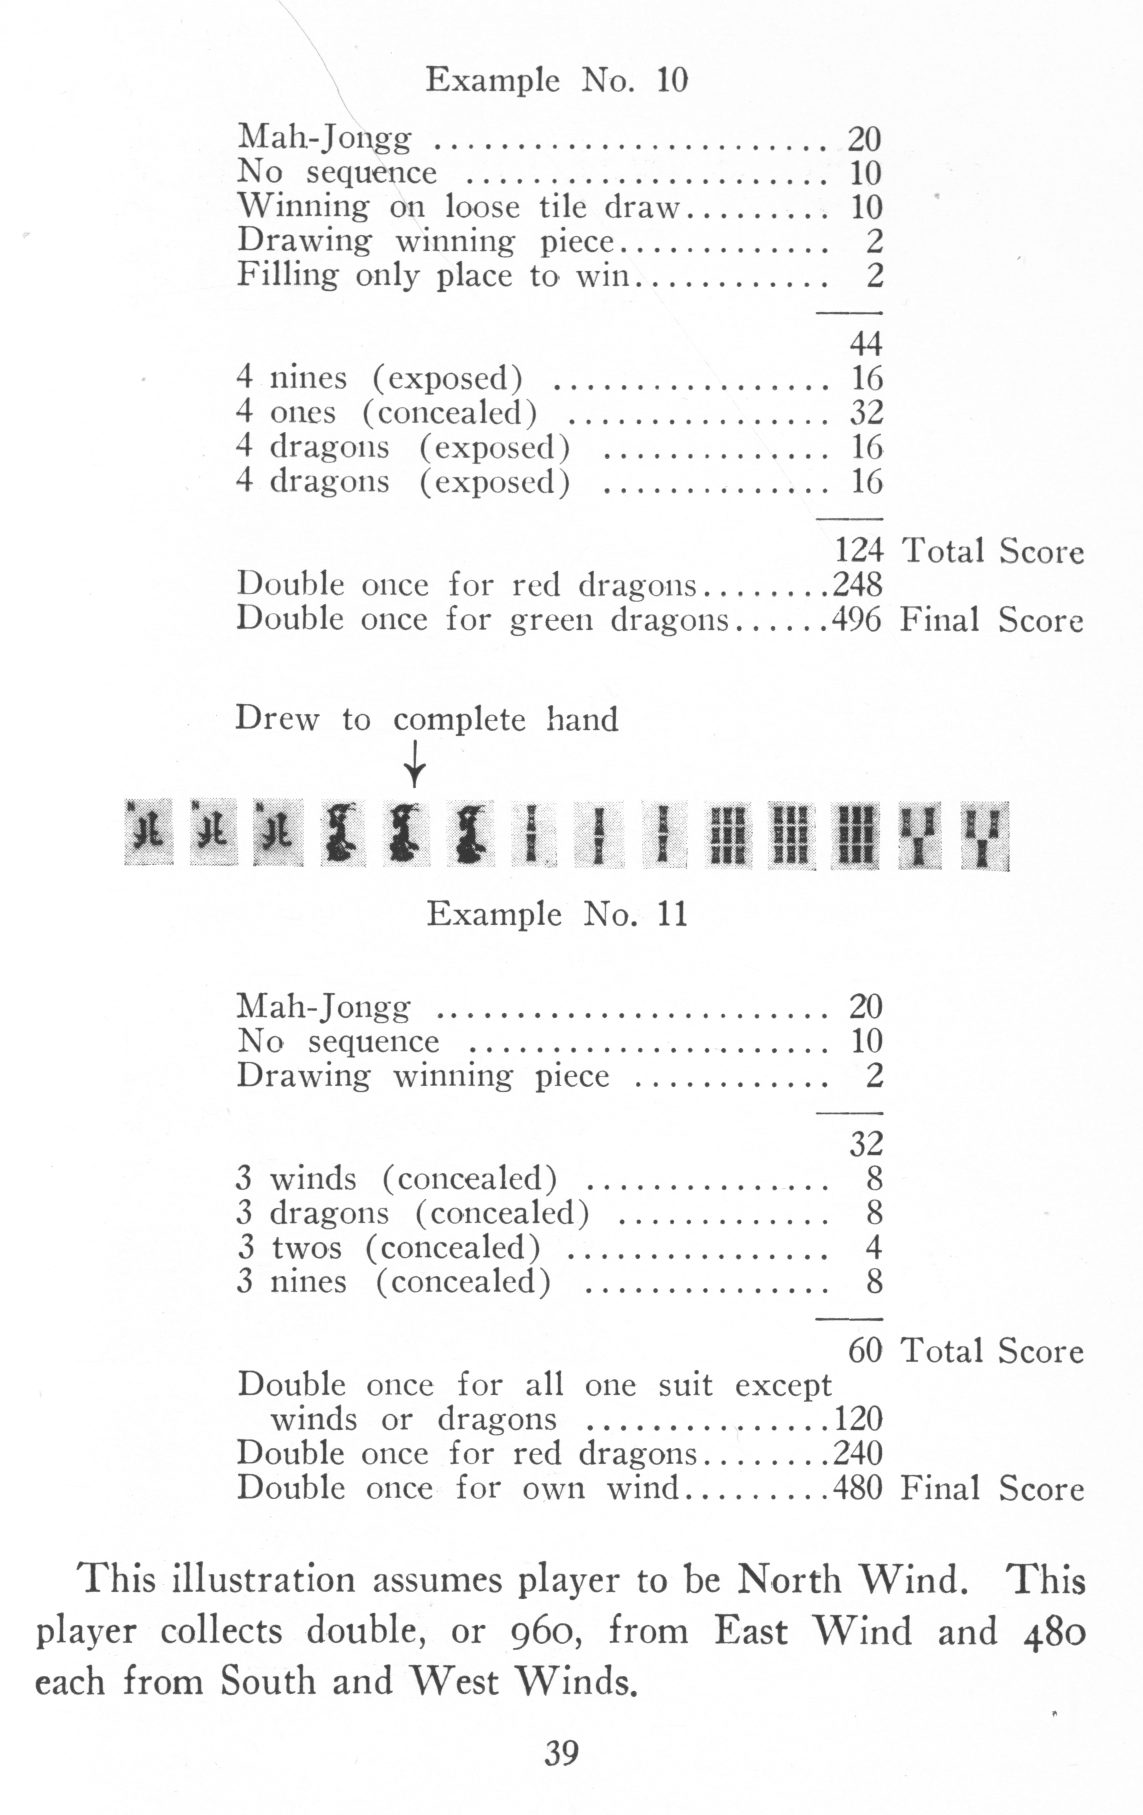 Example No. 10
Mah-Jongg ........................ 20
No sequence ...................... 10
Winning on loose tile draw......... 10
Drawing winning piece............. 2
Filling only place to win............ 2
44
4 nines (exposed) ................. 16
4 ones (concealed) ................ 32
4 dragons (exposed) .............. 16
4 dragons (exposed) .............. 16
124 Total Score
Double once for red dragons........248
Double once for green dragons......496 Final Score
Drew to complete hand
N N N
北 北 北
Example No. 11
Mah-Jongg ........................ 20
No sequence ...................... 10
Drawing winning piece ............ 2
32
3 winds (concealed) ............... 8
3 dragons (concealed) ............. 8
3 twos (concealed) ................ 4
3 nines (concealed) ............... 8
60 Total Score
Double once for all one suit except
winds or dragons ...............120
Double once for red dragons........240
Double once for own wind.........480 Final Score
This illustration assumes player to be North Wind. This
player collects double, or 960, from East Wind and 480
each from South and West Winds.
39